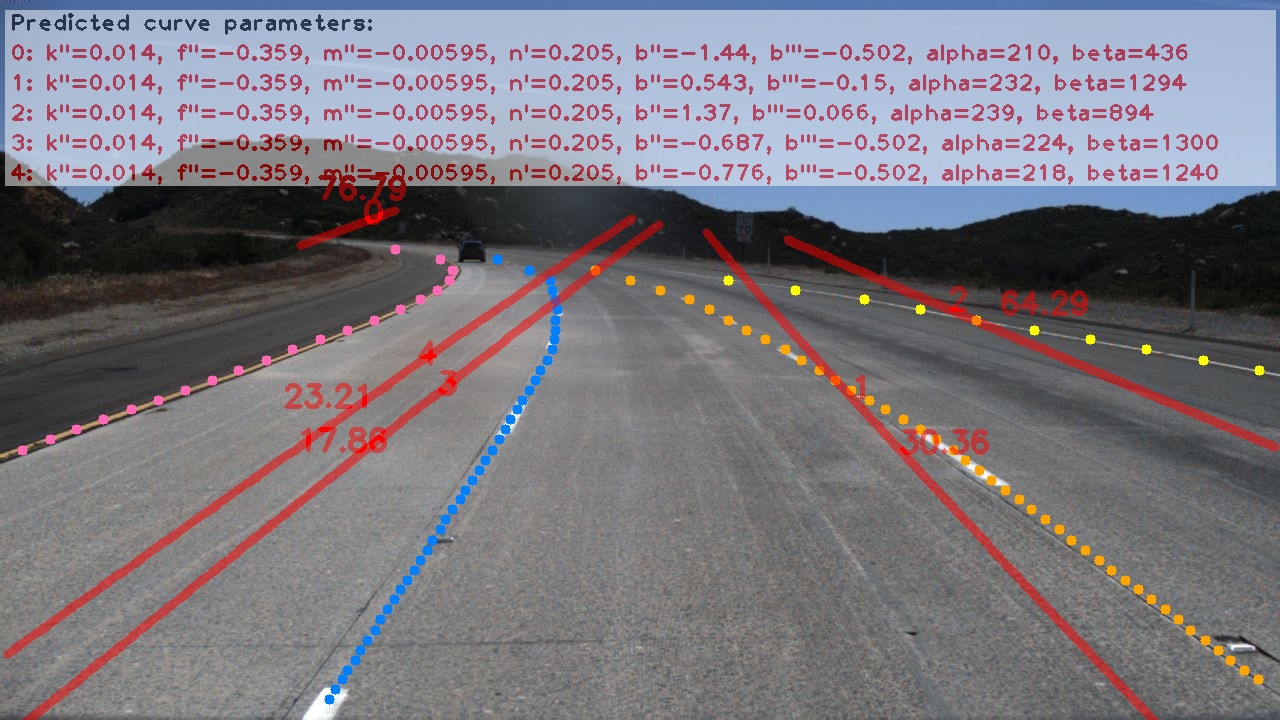 Predicted curve parameters:
0: k''=0.014, f''=−0.359, m''=−0.00595, n'=0.205, b''=−1.44, b'''=−0.502, alpha=210, beta=436
1: k''=0.014, f''=−0.359, m''=−0.00595, n'=0.205, b''=0.543, b'''=−0.15, alpha=232, beta=1294
2: k''=0.014, f''=−0.359, m''=−0.00595, n'=0.205, b''=1.37, b'''=0.066, alpha=239, beta=894
3: k''=0.014, f''=−0.359, m''=−0.00595, n'=0.205, b''=−0.687, b'''=−0.502, alpha=224, beta=1300
4: k''=0.014, f''=−0.359, m''=−0.00595, n'=0.205, b''=−0.776, b'''=−0.502, alpha=218, beta=1240
76.79
0
70
2 64.29
4
3
1
23.21
17.86
30.36